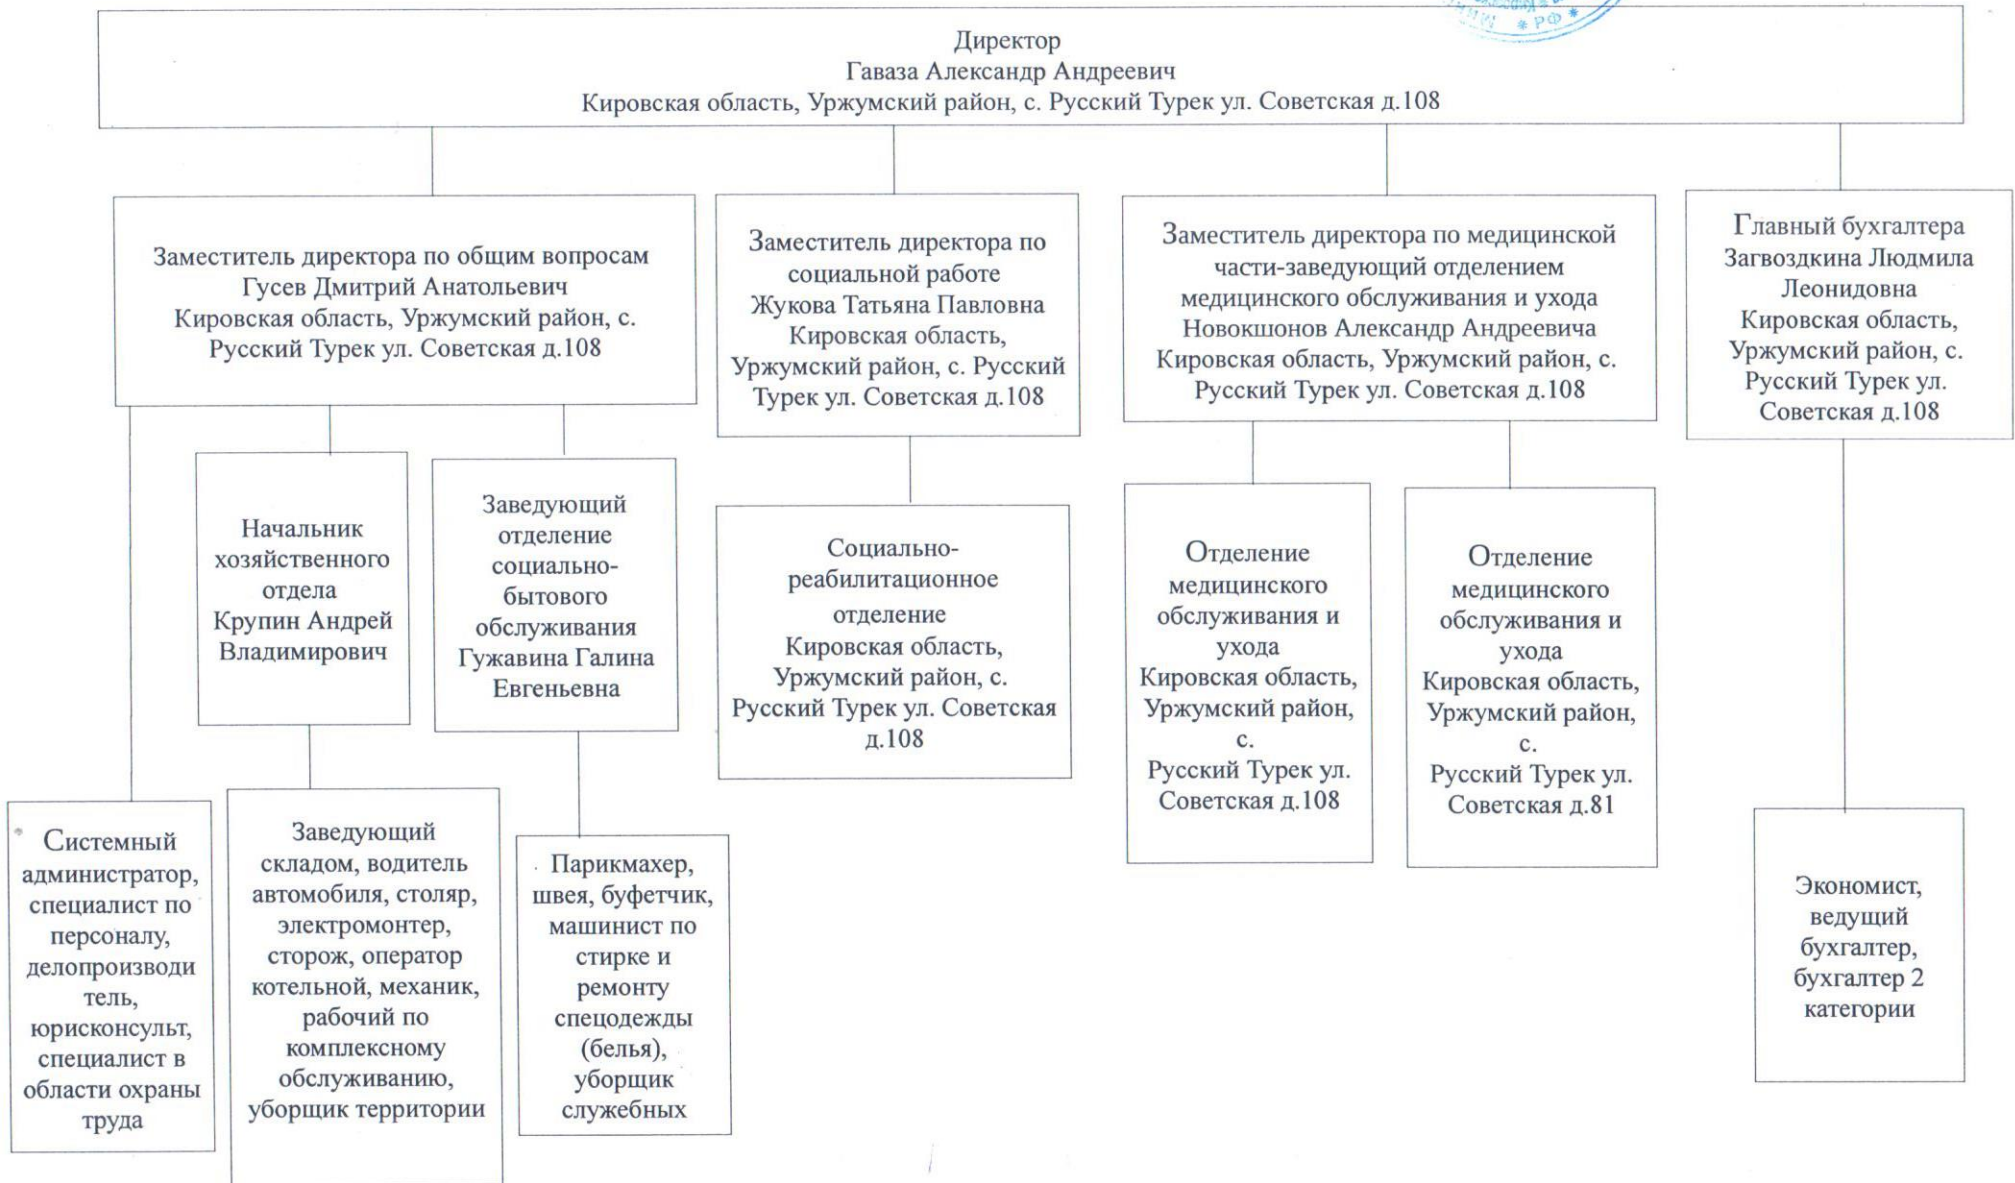 * РФ *
Директор
Гаваза Александр Андреевич
Кировская область, Уржумский район, с. Русский Турек ул. Советская д.108
Заместитель директора по общим вопросам
Гусев Дмитрий Анатольевич
Кировская область, Уржумский район, с.
Русский Турек ул. Советская д.108
Заместитель директора по
социальной работе
Жукова Татьяна Павловна
Кировская область,
Уржумский район, с. Русский
Турек ул. Советская д.108
Заместитель директора по медицинской
части-заведующий отделением
медицинского обслуживания и ухода
Новокшонов Александр Андреевича
Кировская область, Уржумский район, с.
Русский Турек ул. Советская д.108
Главный бухгалтера
Загвоздкина Людмила
Леонидовна
Кировская область,
Уржумский район, с.
Русский Турек ул.
Советская д.108
Начальник
хозяйственного
отдела
Крупин Андрей
Владимирович
Заведующий
отделение
социально-
бытового
обслуживания
Гужавина Галина
Евгеньевна
Социально-
реабилитационное
отделение
Кировская область,
Уржумский район, с.
Русский Турек ул. Советская
д.108
Отделение
медицинского
обслуживания и
ухода
Кировская область,
Уржумский район,
с.
Русский Турек ул.
Советская д.108
Отделение
медицинского
обслуживания и
ухода
Кировская область,
Уржумский район,
с.
Русский Турек ул.
Советская д.81
Системный
администратор,
специалист по
персоналу,
делопроизводи
тель,
юрисконсульт,
специалист в
области охраны
труда
Заведующий
складом, водитель
автомобиля, столяр,
электромонтер,
сторож, оператор
котельной, механик,
рабочий по
комплексному
обслуживанию,
уборщик территории
Парикмахер,
швея, буфетчик,
машинист по
стирке и
ремонту
спецодежды
(белья),
уборщик
служебных
Экономист,
ведущий
бухгалтер,
бухгалтер 2
категории